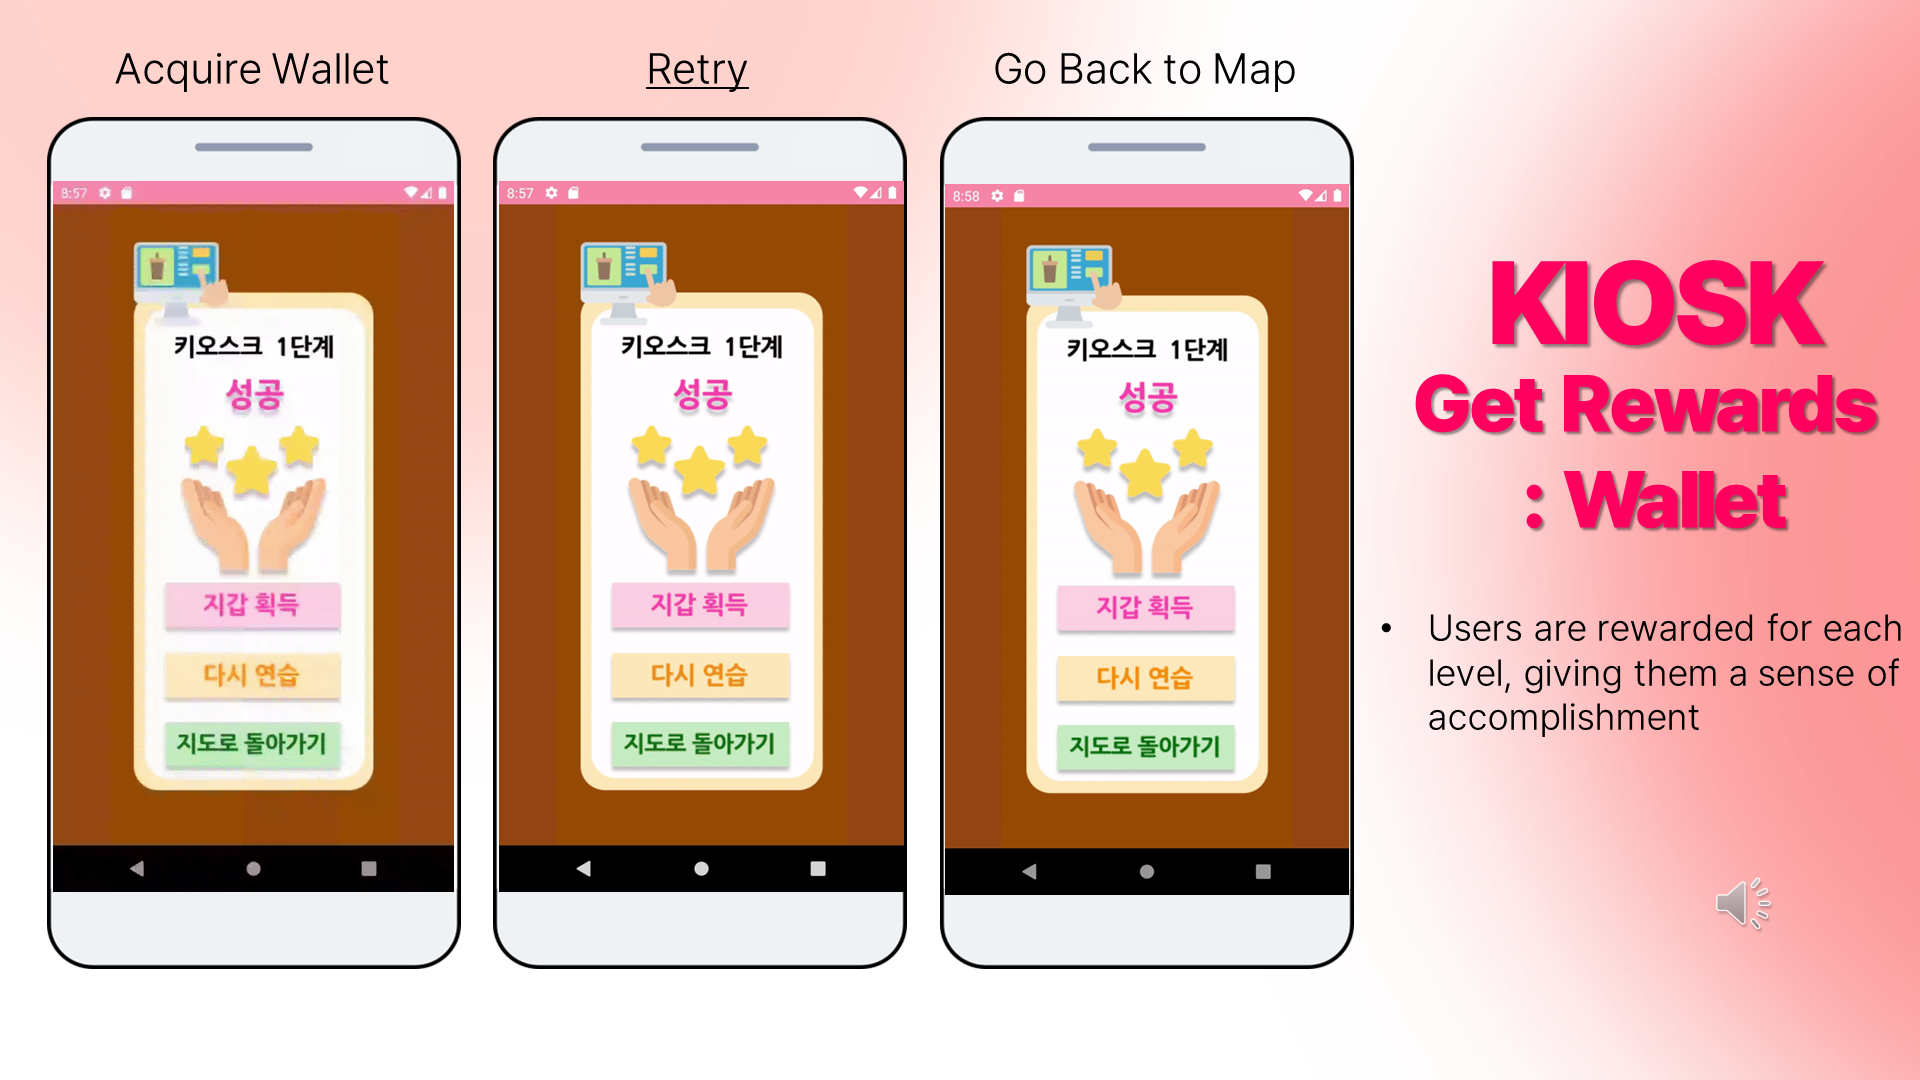 Acquire Wallet
8:57
키오스크 1단계
성공
지갑 획득
다시 연습
지도로 돌아가기
Retry
8:57
키오스크 1단계
성공
지갑 획득
다시 연습
지도로 돌아가기
Go Back to Map
8:58
키오스크 1단계
성공
지갑 획득
다시 연습
지도로 돌아가기
KIOSK
Get Rewards
: Wallet
• Users are rewarded for each
level, giving them a sense of
accomplishment